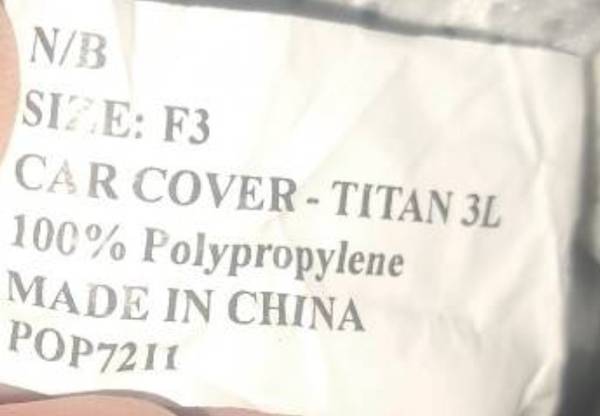 N/B
SIZE: F3
CAR COVER - TITAN 3L
100% Polypropylene
MADE IN CHINA
POP7211